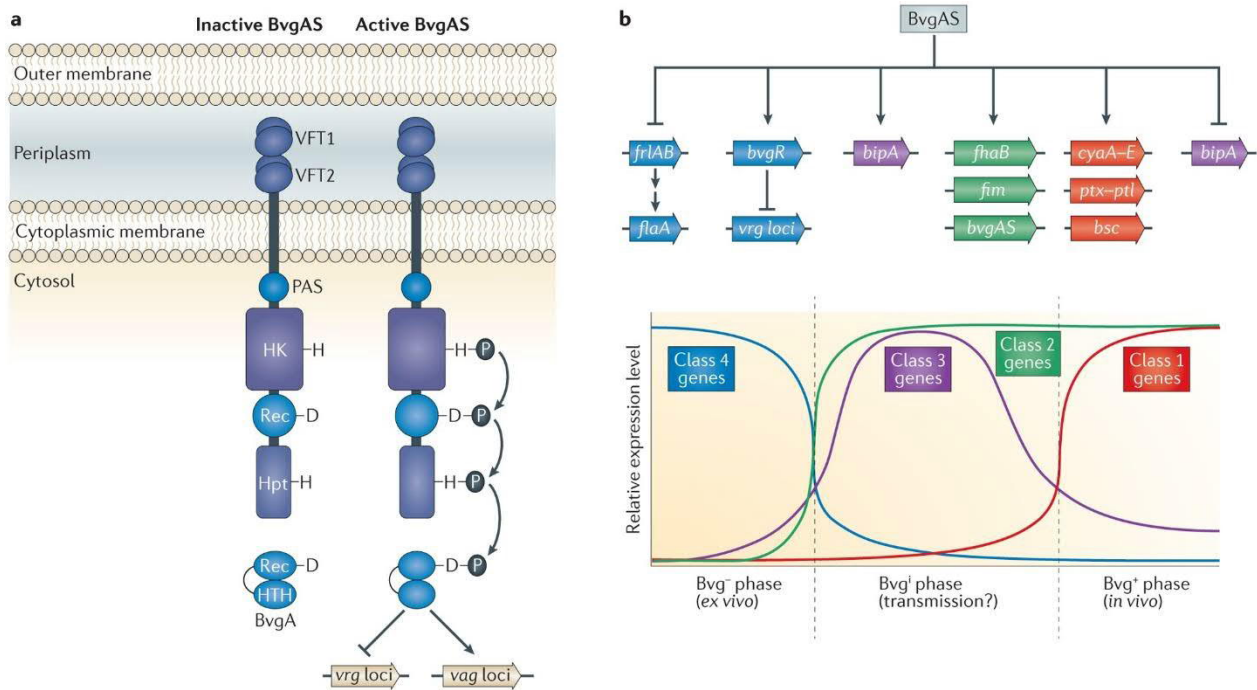 a
Inactive BvgAS
Active BvgAS
Outer membrane
Periplasm
VFT1
VFT2
Cytoplasmic membrane
Cytosol
PAS
HK
H
H
P
Rec
D
D
P
Hpt
H
H
P
Rec
D
D
P
HTH
BvgA
vrg loci
vag loci
b
BvgAS
frlAB
bvgR
bipA
fhaB
cyaA–E
bipA
fim
ptx–ptl
flaA
vrg loci
bvgAS
bsc
Relative expression level
Class 4
genes
Class 3
genes
Class 2
genes
Class 1
genes
Bvg⁻ phase
(ex vivo)
Bvgⁱ phase
(transmission?)
Bvg⁺ phase
(in vivo)